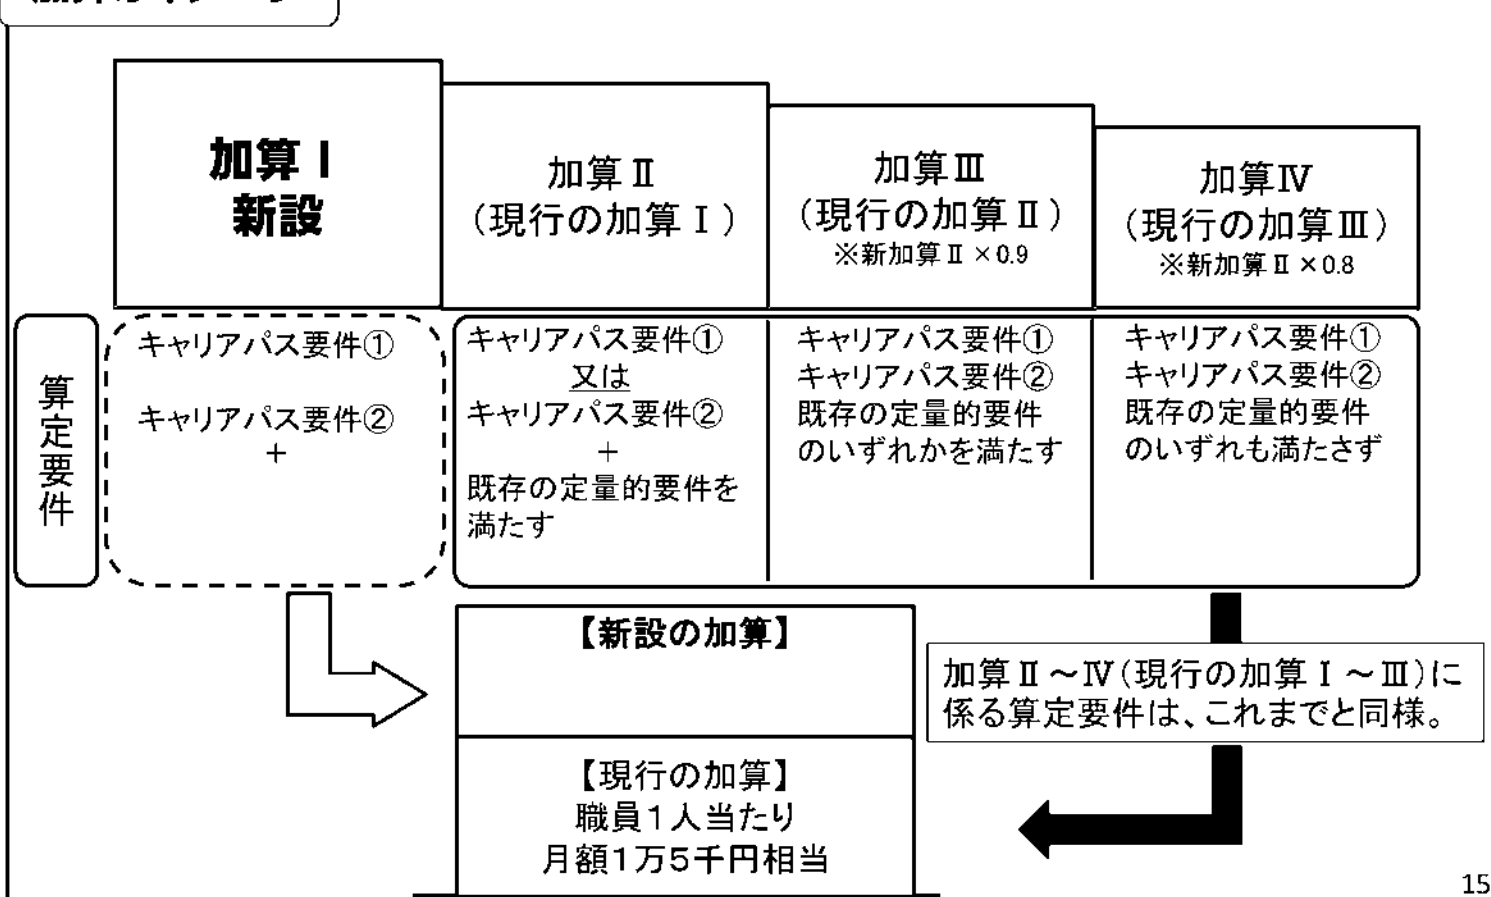 加算Ⅰ
新設
加算Ⅱ
（現行の加算Ⅰ）
加算Ⅲ
（現行の加算Ⅱ）
※新加算Ⅱ×0.9
加算Ⅳ
（現行の加算Ⅲ）
※新加算Ⅱ×0.8
算定要件
キャリアパス要件①
キャリアパス要件②
＋
キャリアパス要件①
又は
キャリアパス要件②
＋
既存の定量的要件を
満たす
キャリアパス要件①
キャリアパス要件②
既存の定量的要件
のいずれかを満たす
キャリアパス要件①
キャリアパス要件②
既存の定量的要件
のいずれも満たさず
【新設の加算】
加算Ⅱ～Ⅳ(現行の加算Ⅰ～Ⅲ)に
係る算定要件は、これまでと同様。
【現行の加算】
職員１人当たり
月額１万５千円相当
15